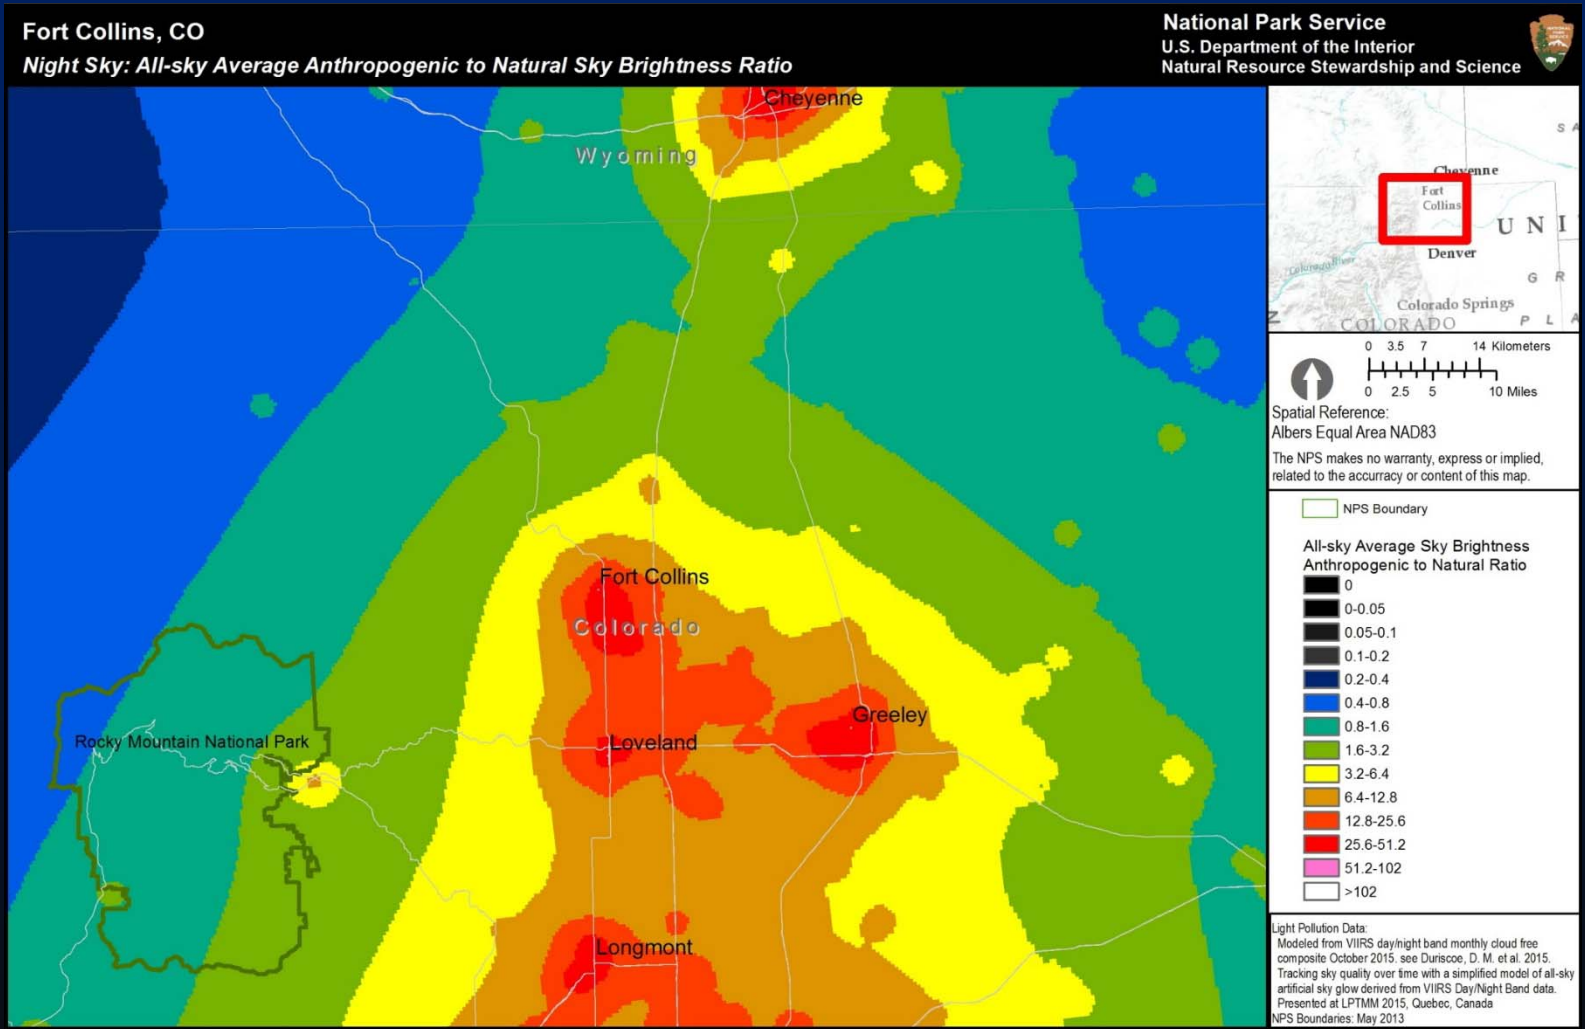 Fort Collins, CO
Night Sky: All-sky Average Anthropogenic to Natural Sky Brightness Ratio
National Park Service
U.S. Department of the Interior
Natural Resource Stewardship and Science
Cheyenne
Wyoming
Fort Collins
Colorado
Greeley
Loveland
Rocky Mountain National Park
Longmont
Cheyenne
Fort
Collins
UNI
Denver
Colorado River
G R
Colorado Springs
COLORADO
P L A
0 3.5 7 14 Kilometers
0 2.5 5 10 Miles
Spatial Reference:
Albers Equal Area NAD83
The NPS makes no warranty, express or implied,
related to the accurracy or content of this map.
NPS Boundary
All-sky Average Sky Brightness
Anthropogenic to Natural Ratio
0
0-0.05
0.05-0.1
0.1-0.2
0.2-0.4
0.4-0.8
0.8-1.6
1.6-3.2
3.2-6.4
6.4-12.8
12.8-25.6
25.6-51.2
51.2-102
>102
Light Pollution Data:
Modeled from VIIRS day/night band monthly cloud free
composite October 2015. see Duriscoe, D. M. et al. 2015.
Tracking sky quality over time with a simplified model of all-sky
artificial sky glow derived from VIIRS Day/Night Band data.
Presented at LPTMM 2015, Quebec, Canada
NPS Boundaries: May 2013